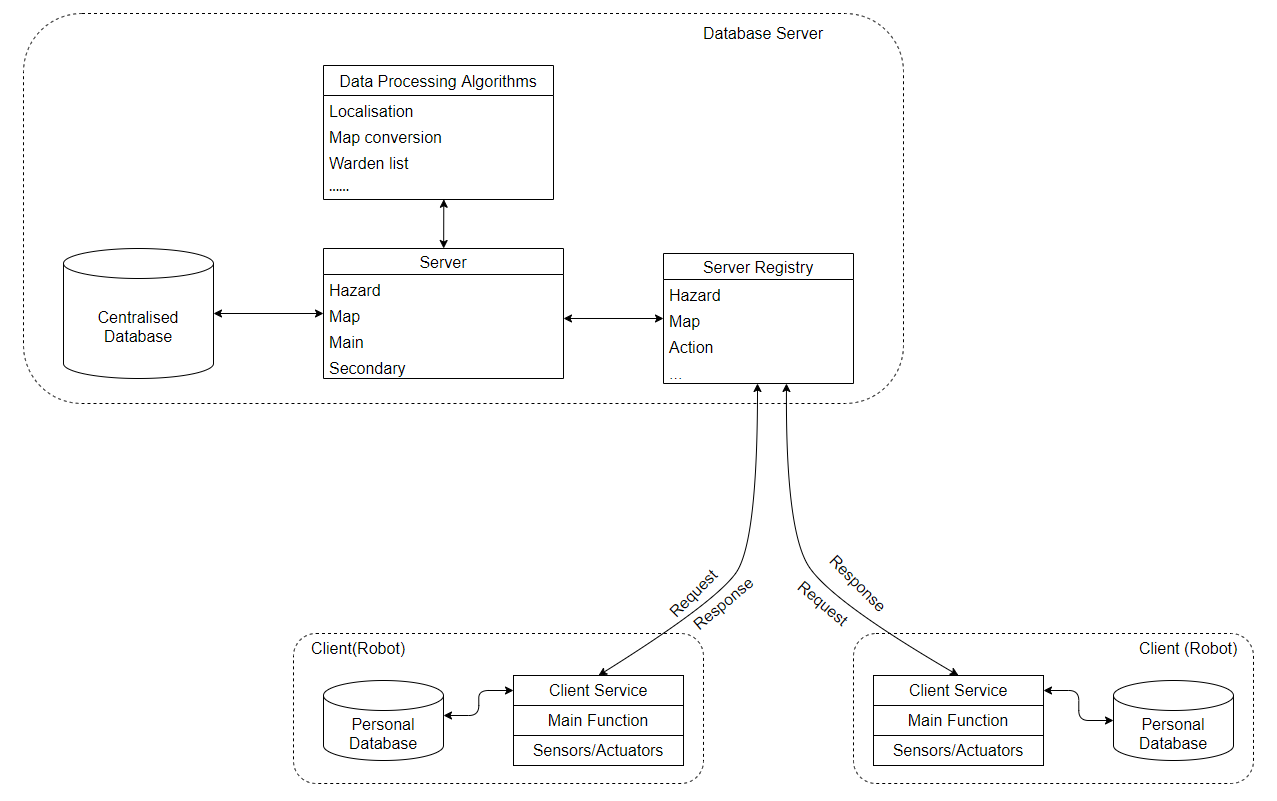 Database Server
Data Processing Algorithms
Localisation
Map conversion
Warden list
......
Centralised
Database
Server
Hazard
Map
Main
Secondary
Server Registry
Hazard
Map
Action
...
Request
Response
Response
Request
Client(Robot)
Personal
Database
Client Service
Main Function
Sensors/Actuators
Client (Robot)
Client Service
Main Function
Sensors/Actuators
Personal
Database